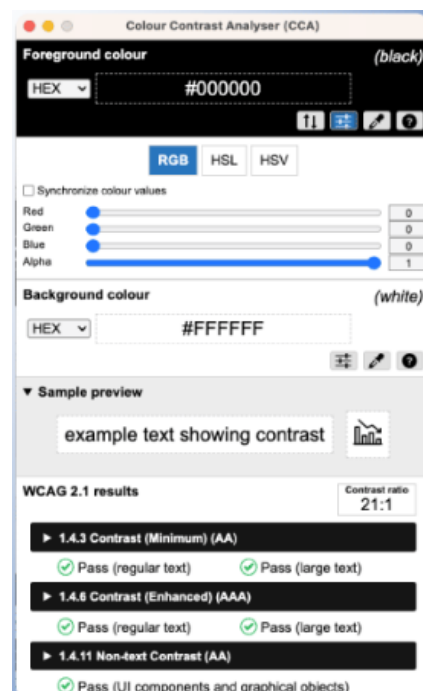 Colour Contrast Analyser (CCA)
Foreground colour (black)
HEX #000000
RGB HSL HSV
Synchronize colour values
Red 0
Green 0
Blue 0
Alpha 1
Background colour (white)
HEX #FFFFFF
▼ Sample preview
example text showing contrast
WCAG 2.1 results Contrast ratio
21:1
► 1.4.3 Contrast (Minimum) (AA)
Pass (regular text) Pass (large text)
► 1.4.6 Contrast (Enhanced) (AAA)
Pass (regular text) Pass (large text)
► 1.4.11 Non-text Contrast (AA)
Pass (UI components and graphical objects)